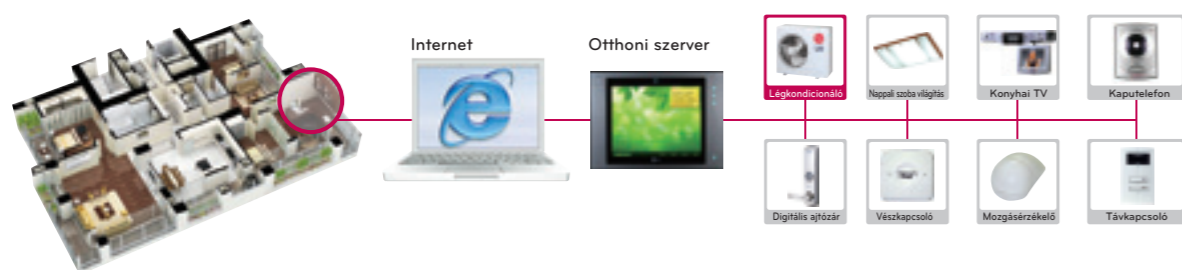 Internet
Otthoni szerver
Légkondicionáló
Nappali szoba világítás
Konyhai TV
Kaputelefon
Digitális ajtózár
Vészkapcsoló
Mozgásérzékelő
Távkapcsoló